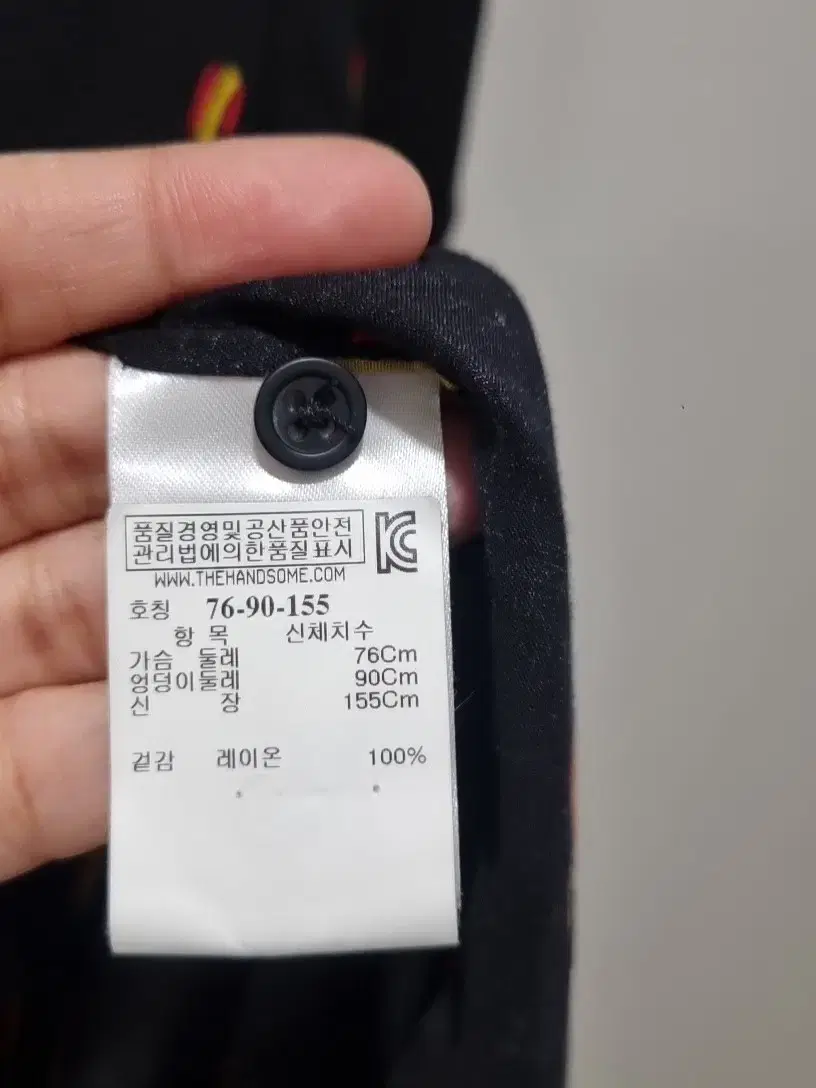 품질경영및공산품안전
관리법에의한품질표시
WWW.THEHANDSOME.COM
호칭 76-90-155
항 목 신체치수
가슴 둘레 76Cm
엉덩이둘레 90Cm
신 장 155Cm
겉감 레이온 100%